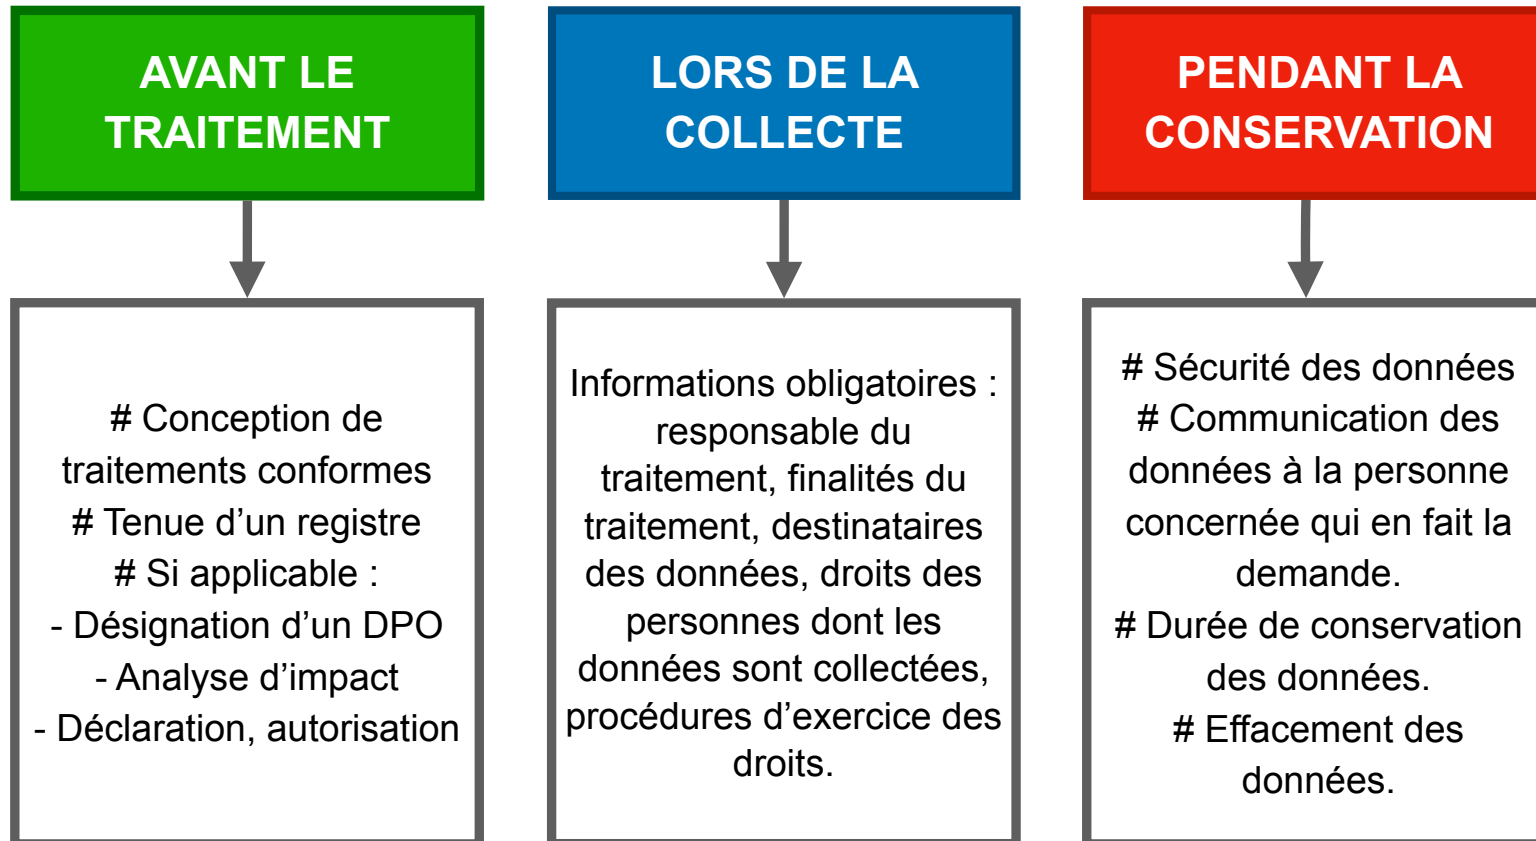 AVANT LE
TRAITEMENT
LORS DE LA
COLLECTE
PENDANT LA
CONSERVATION
# Conception de
traitements conformes
# Tenue d’un registre
# Si applicable :
- Désignation d’un DPO
- Analyse d’impact
- Déclaration, autorisation
Informations obligatoires :
responsable du
traitement, finalités du
traitement, destinataires
des données, droits des
personnes dont les
données sont collectées,
procédures d’exercice des
droits.
# Sécurité des données
# Communication des
données à la personne
concernée qui en fait la
demande.
# Durée de conservation
des données.
# Effacement des
données.